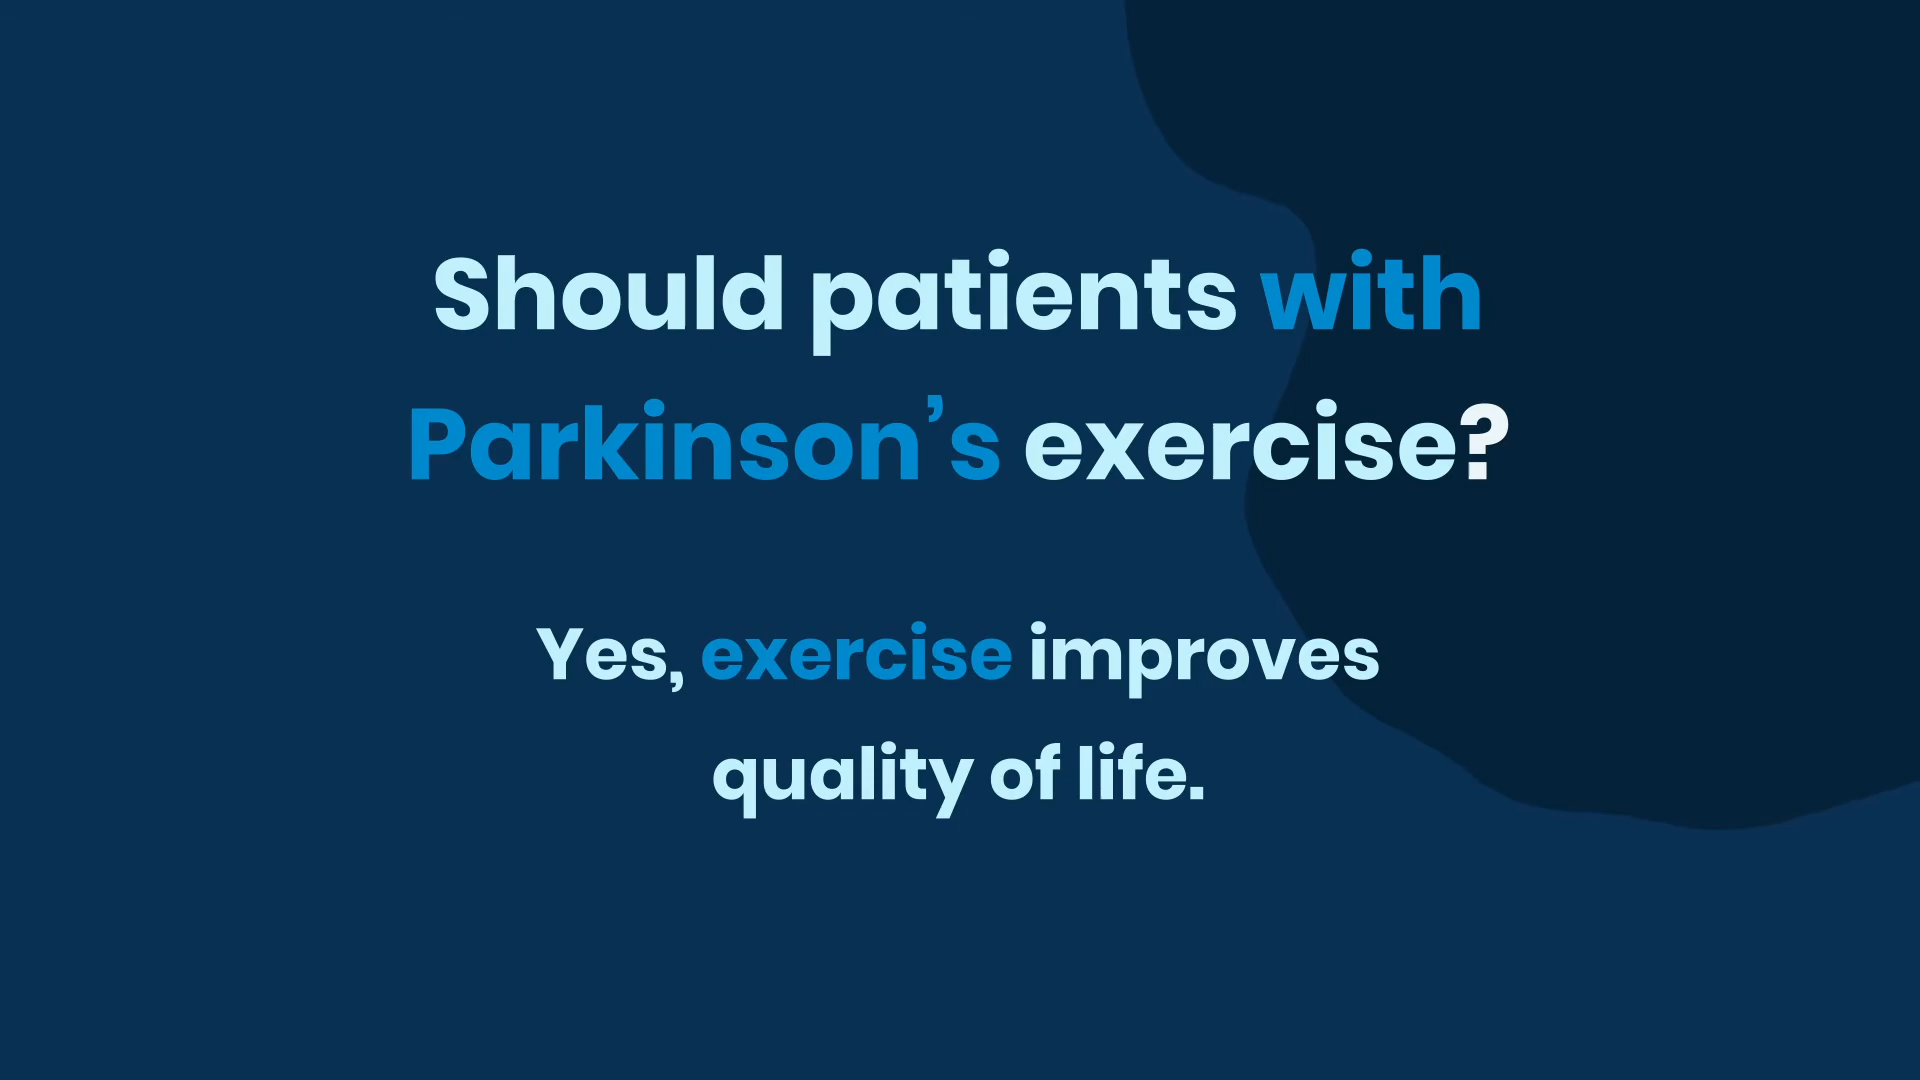 Should patients with
Parkinson’s exercise?
Yes, exercise improves
quality of life.